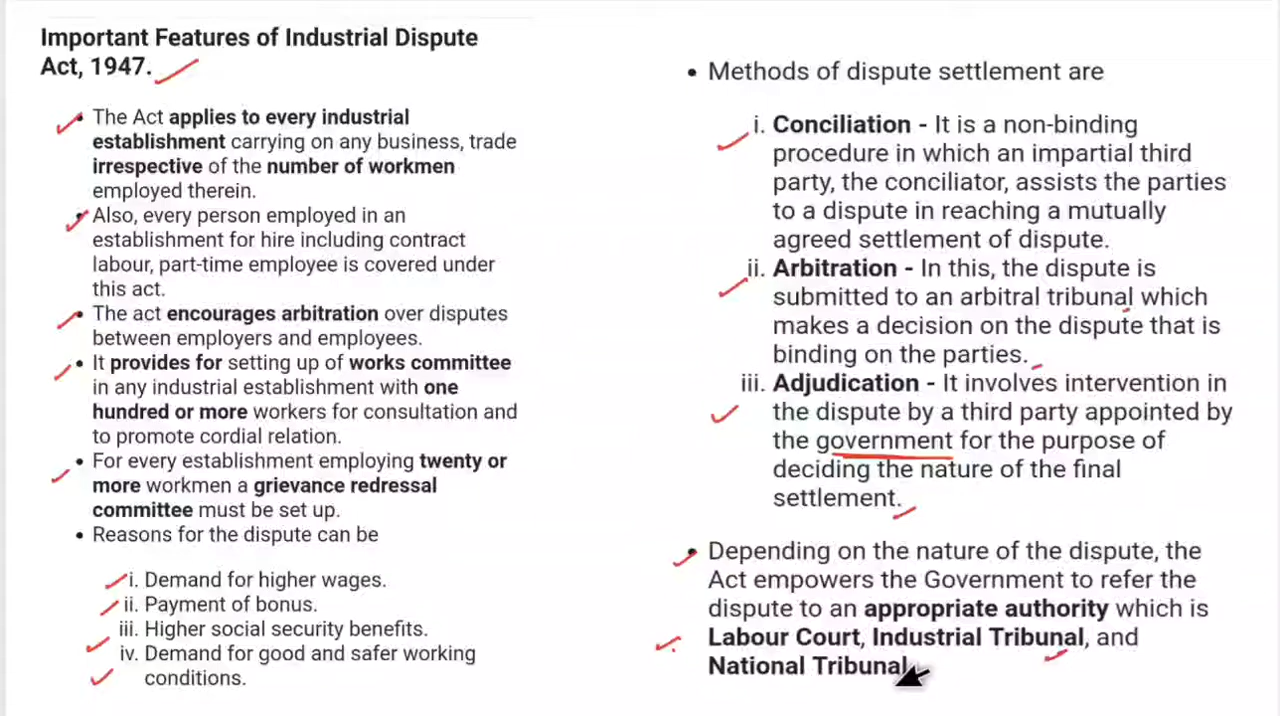 Important Features of Industrial Dispute
Act, 1947.
• The Act applies to every industrial
establishment carrying on any business, trade
irrespective of the number of workmen
employed therein.
• Also, every person employed in an
establishment for hire including contract
labour, part-time employee is covered under
this act.
• The act encourages arbitration over disputes
between employers and employees.
• It provides for setting up of works committee
in any industrial establishment with one
hundred or more workers for consultation and
to promote cordial relation.
• For every establishment employing twenty or
more workmen a grievance redressal
committee must be set up.
• Reasons for the dispute can be
i. Demand for higher wages.
ii. Payment of bonus.
iii. Higher social security benefits.
iv. Demand for good and safer working
conditions.
• Methods of dispute settlement are
i. Conciliation - It is a non-binding
procedure in which an impartial third
party, the conciliator, assists the parties
to a dispute in reaching a mutually
agreed settlement of dispute.
ii. Arbitration - In this, the dispute is
submitted to an arbitral tribunal which
makes a decision on the dispute that is
binding on the parties.
iii. Adjudication - It involves intervention in
the dispute by a third party appointed by
the government for the purpose of
deciding the nature of the final
settlement.
• Depending on the nature of the dispute, the
Act empowers the Government to refer the
dispute to an appropriate authority which is
Labour Court, Industrial Tribunal, and
National Tribunal